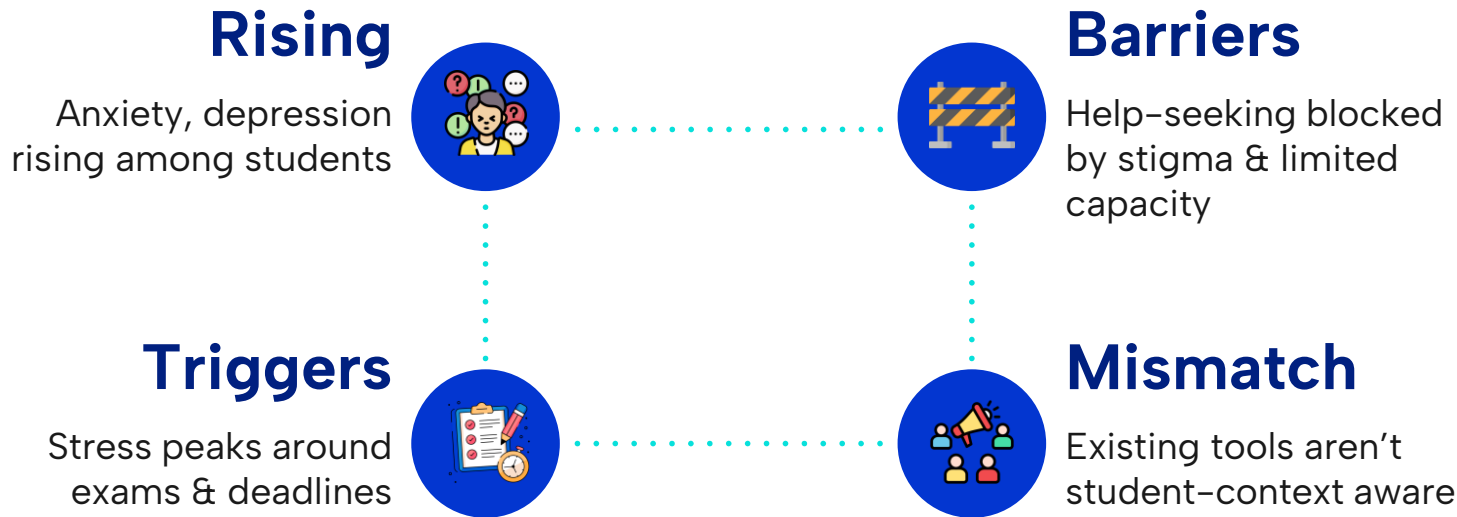 Rising
Anxiety, depression
rising among students
Barriers
Help-seeking blocked
by stigma & limited
capacity
Triggers
Stress peaks around
exams & deadlines
Mismatch
Existing tools aren’t
student-context aware